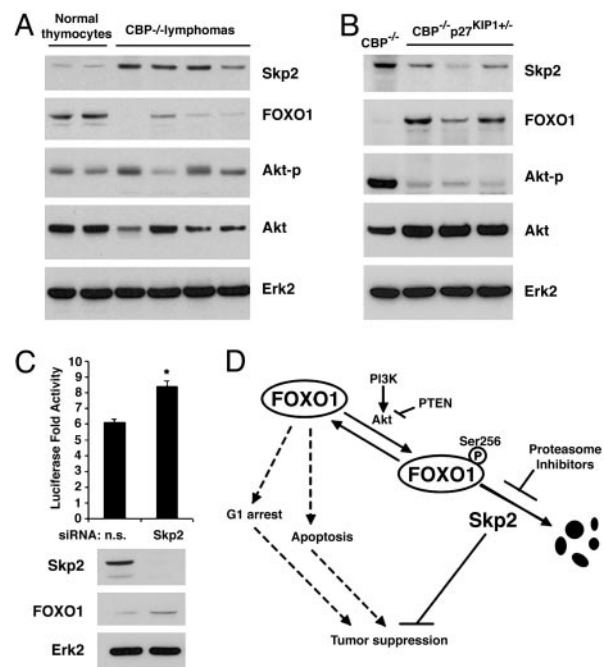 A
Normal
thymocytes
CBP-/-lymphomas
Skp2
FOXO1
Akt-p
Akt
Erk2
B
CBP-/-
CBP-/-p27KIP1+/-
Skp2
FOXO1
Akt-p
Akt
Erk2
C
Luciferase Fold Activity
10
9
8
7
6
5
4
3
2
1
0
*
siRNA: n.s. Skp2
Skp2
FOXO1
Erk2
D
PI3K
Akt
PTEN
FOXO1
Ser256
P
FOXO1
Proteasome
Inhibitors
Skp2
G1 arrest
Apoptosis
Tumor suppression